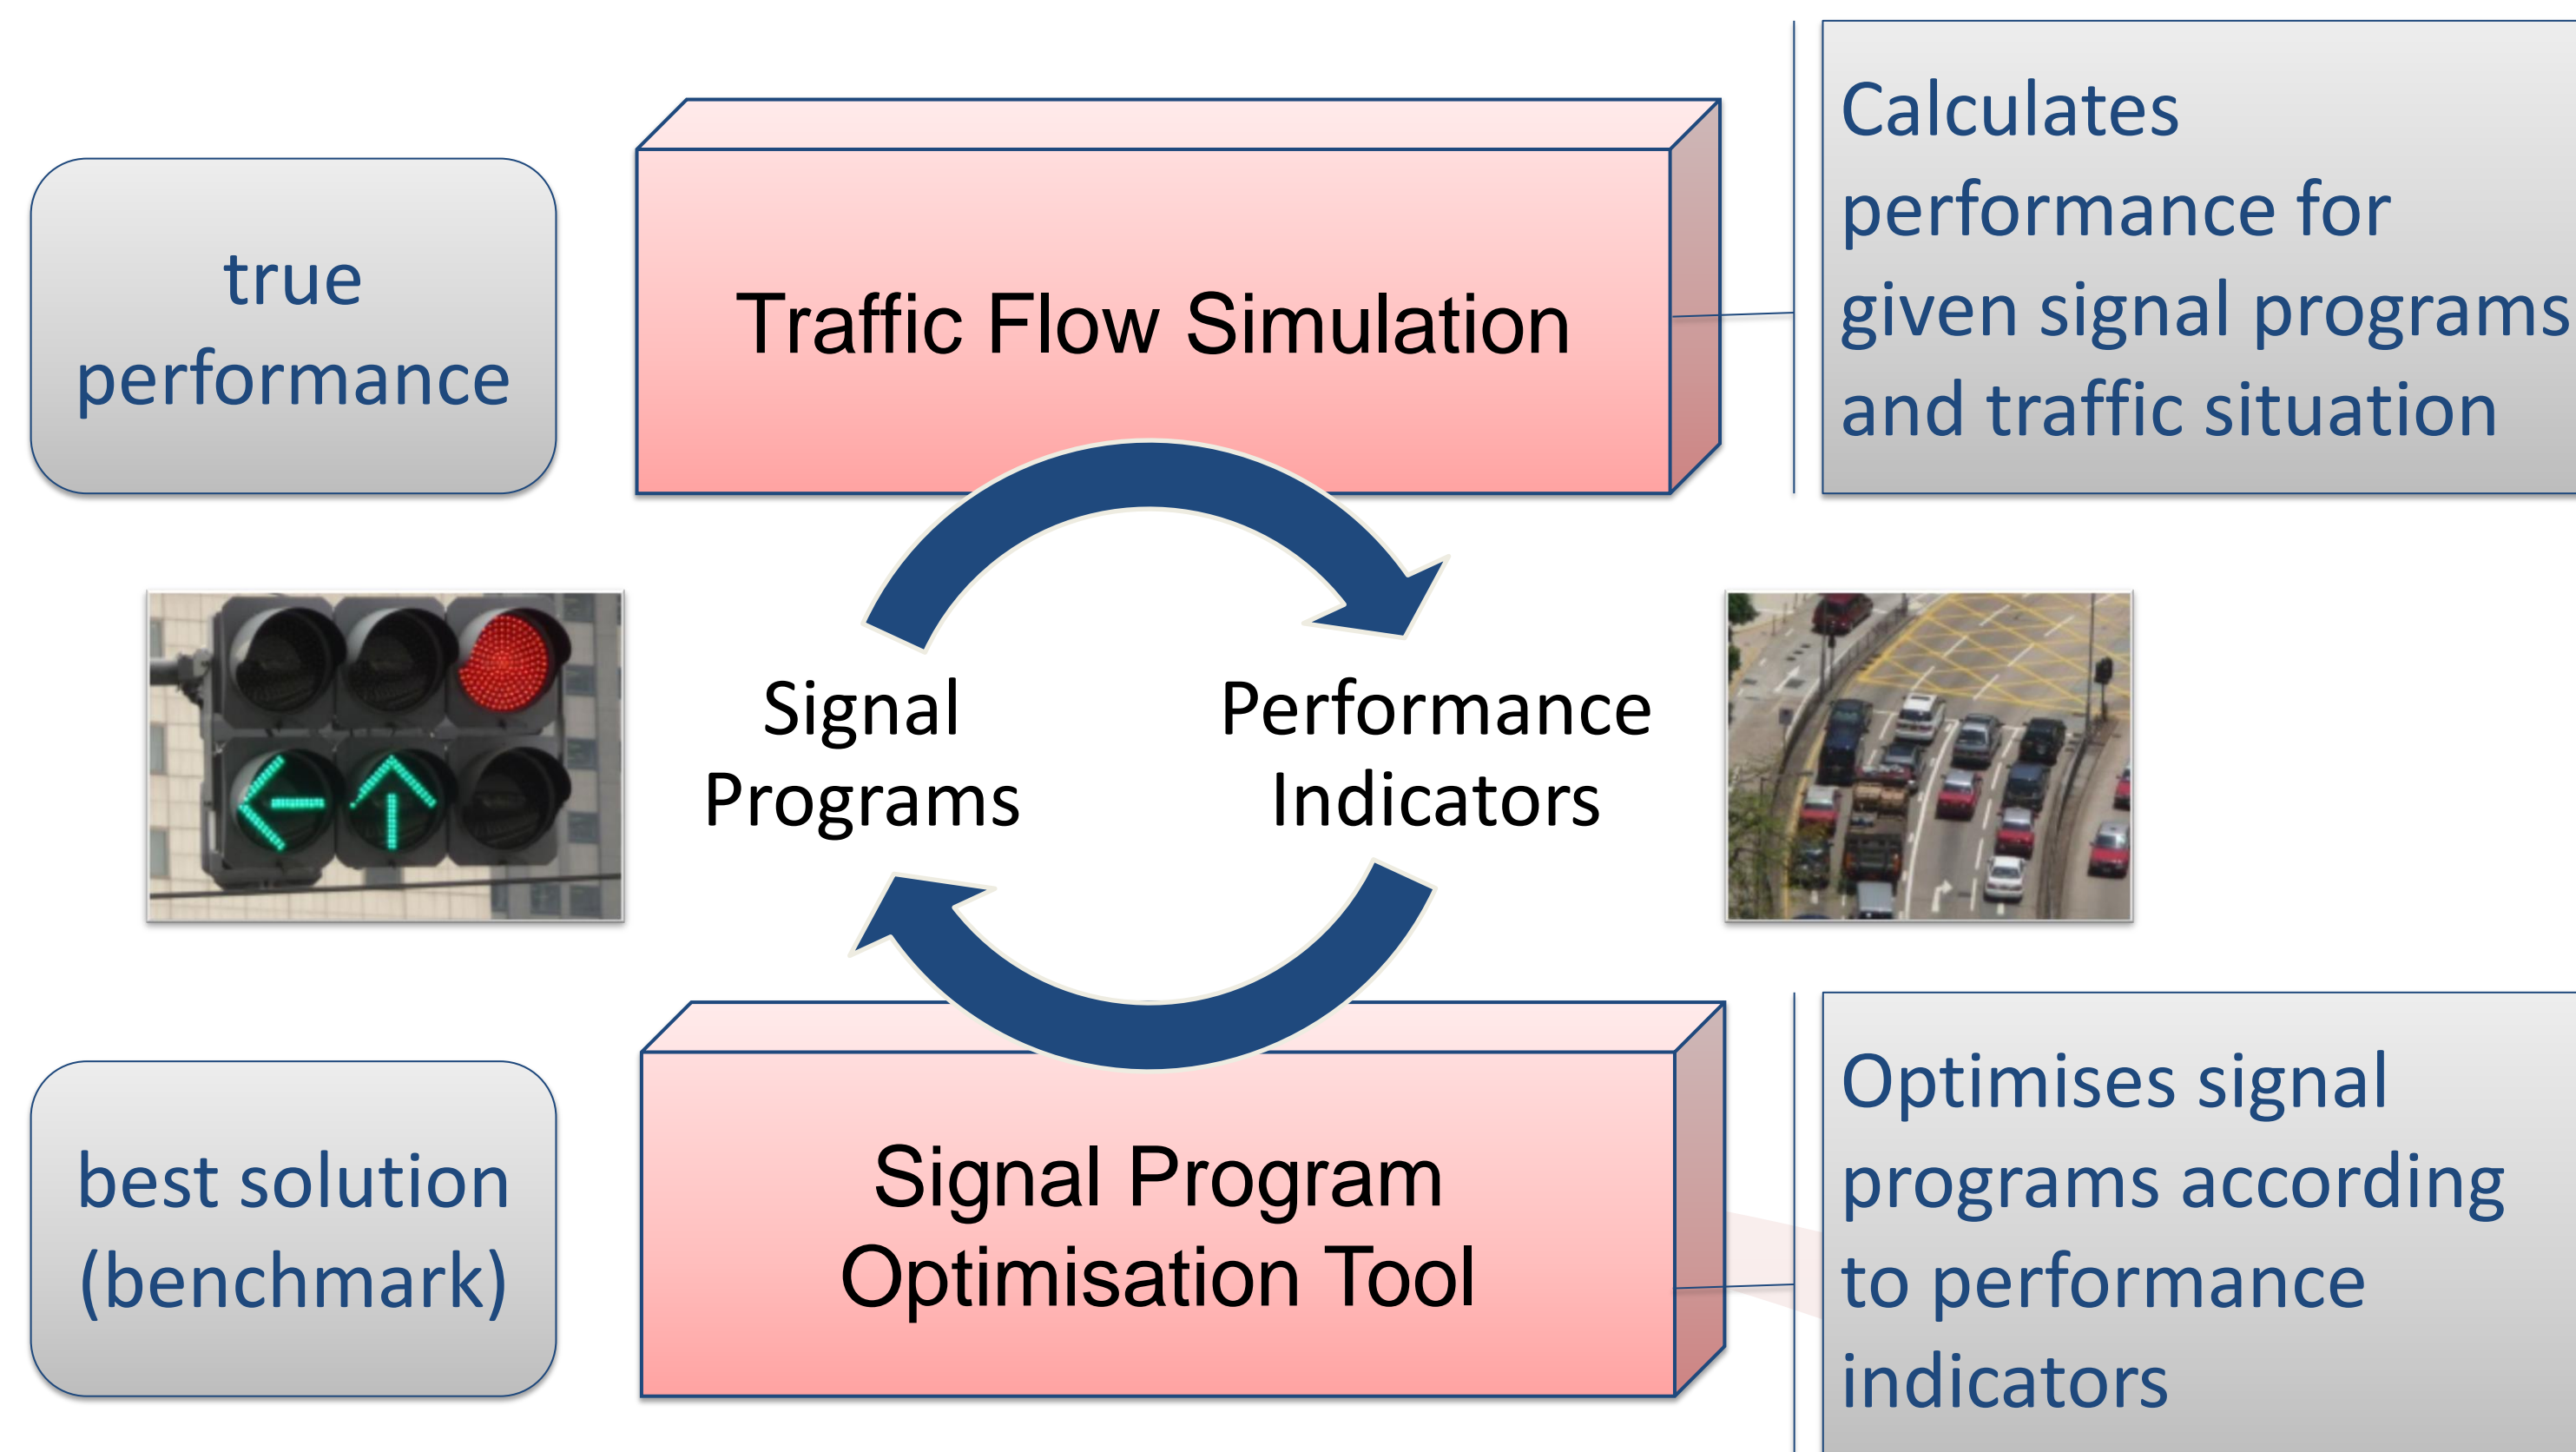 true
performance
Traffic Flow Simulation
Calculates
performance for
given signal programs
and traffic situation
Signal
Programs
Performance
Indicators
best solution
(benchmark)
Signal Program
Optimisation Tool
Optimises signal
programs according
to performance
indicators